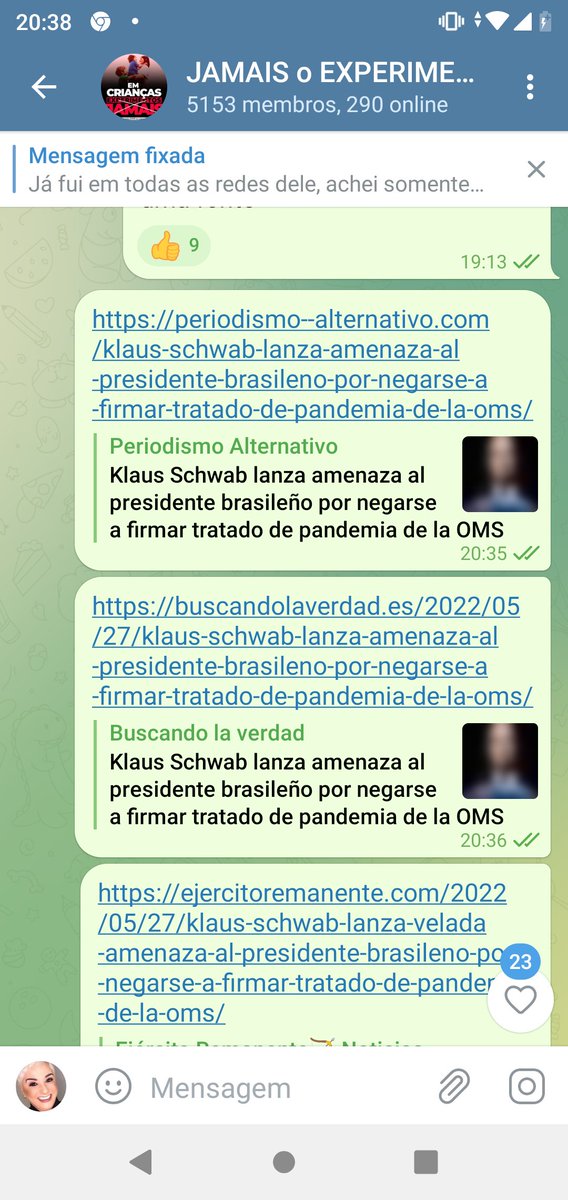 20:38
JAMAIS o EXPERIME...
5153 membros, 290 online
EM
CRIANÇAS
JAMAIS
Mensagem fixada
Já fui em todas as redes dele, achei somente...
9
19:13
https://periodismo--alternativo.com
/klaus-schwab-lanza-amenaza-al
-presidente-brasileno-por-negarse-a
-firmar-tratado-de-pandemia-de-la-oms/
Periodismo Alternativo
Klaus Schwab lanza amenaza al
presidente brasileño por negarse
a firmar tratado de pandemia de la OMS
20:35
https://buscandolaverdad.es/2022/05
/27/klaus-schwab-lanza-amenaza-al
-presidente-brasileno-por-negarse-a
-firmar-tratado-de-pandemia-de-la-oms/
Buscando la verdad
Klaus Schwab lanza amenaza al
presidente brasileño por negarse
a firmar tratado de pandemia de la OMS
20:36
https://ejercitoremanente.com/2022
/05/27/klaus-schwab-lanza-velada
-amenaza-al-presidente-brasileno-po
-negarse-a-firmar-tratado-de-pander
-de-la-oms/
23
Ejército Remanente Noticias
Mensagem